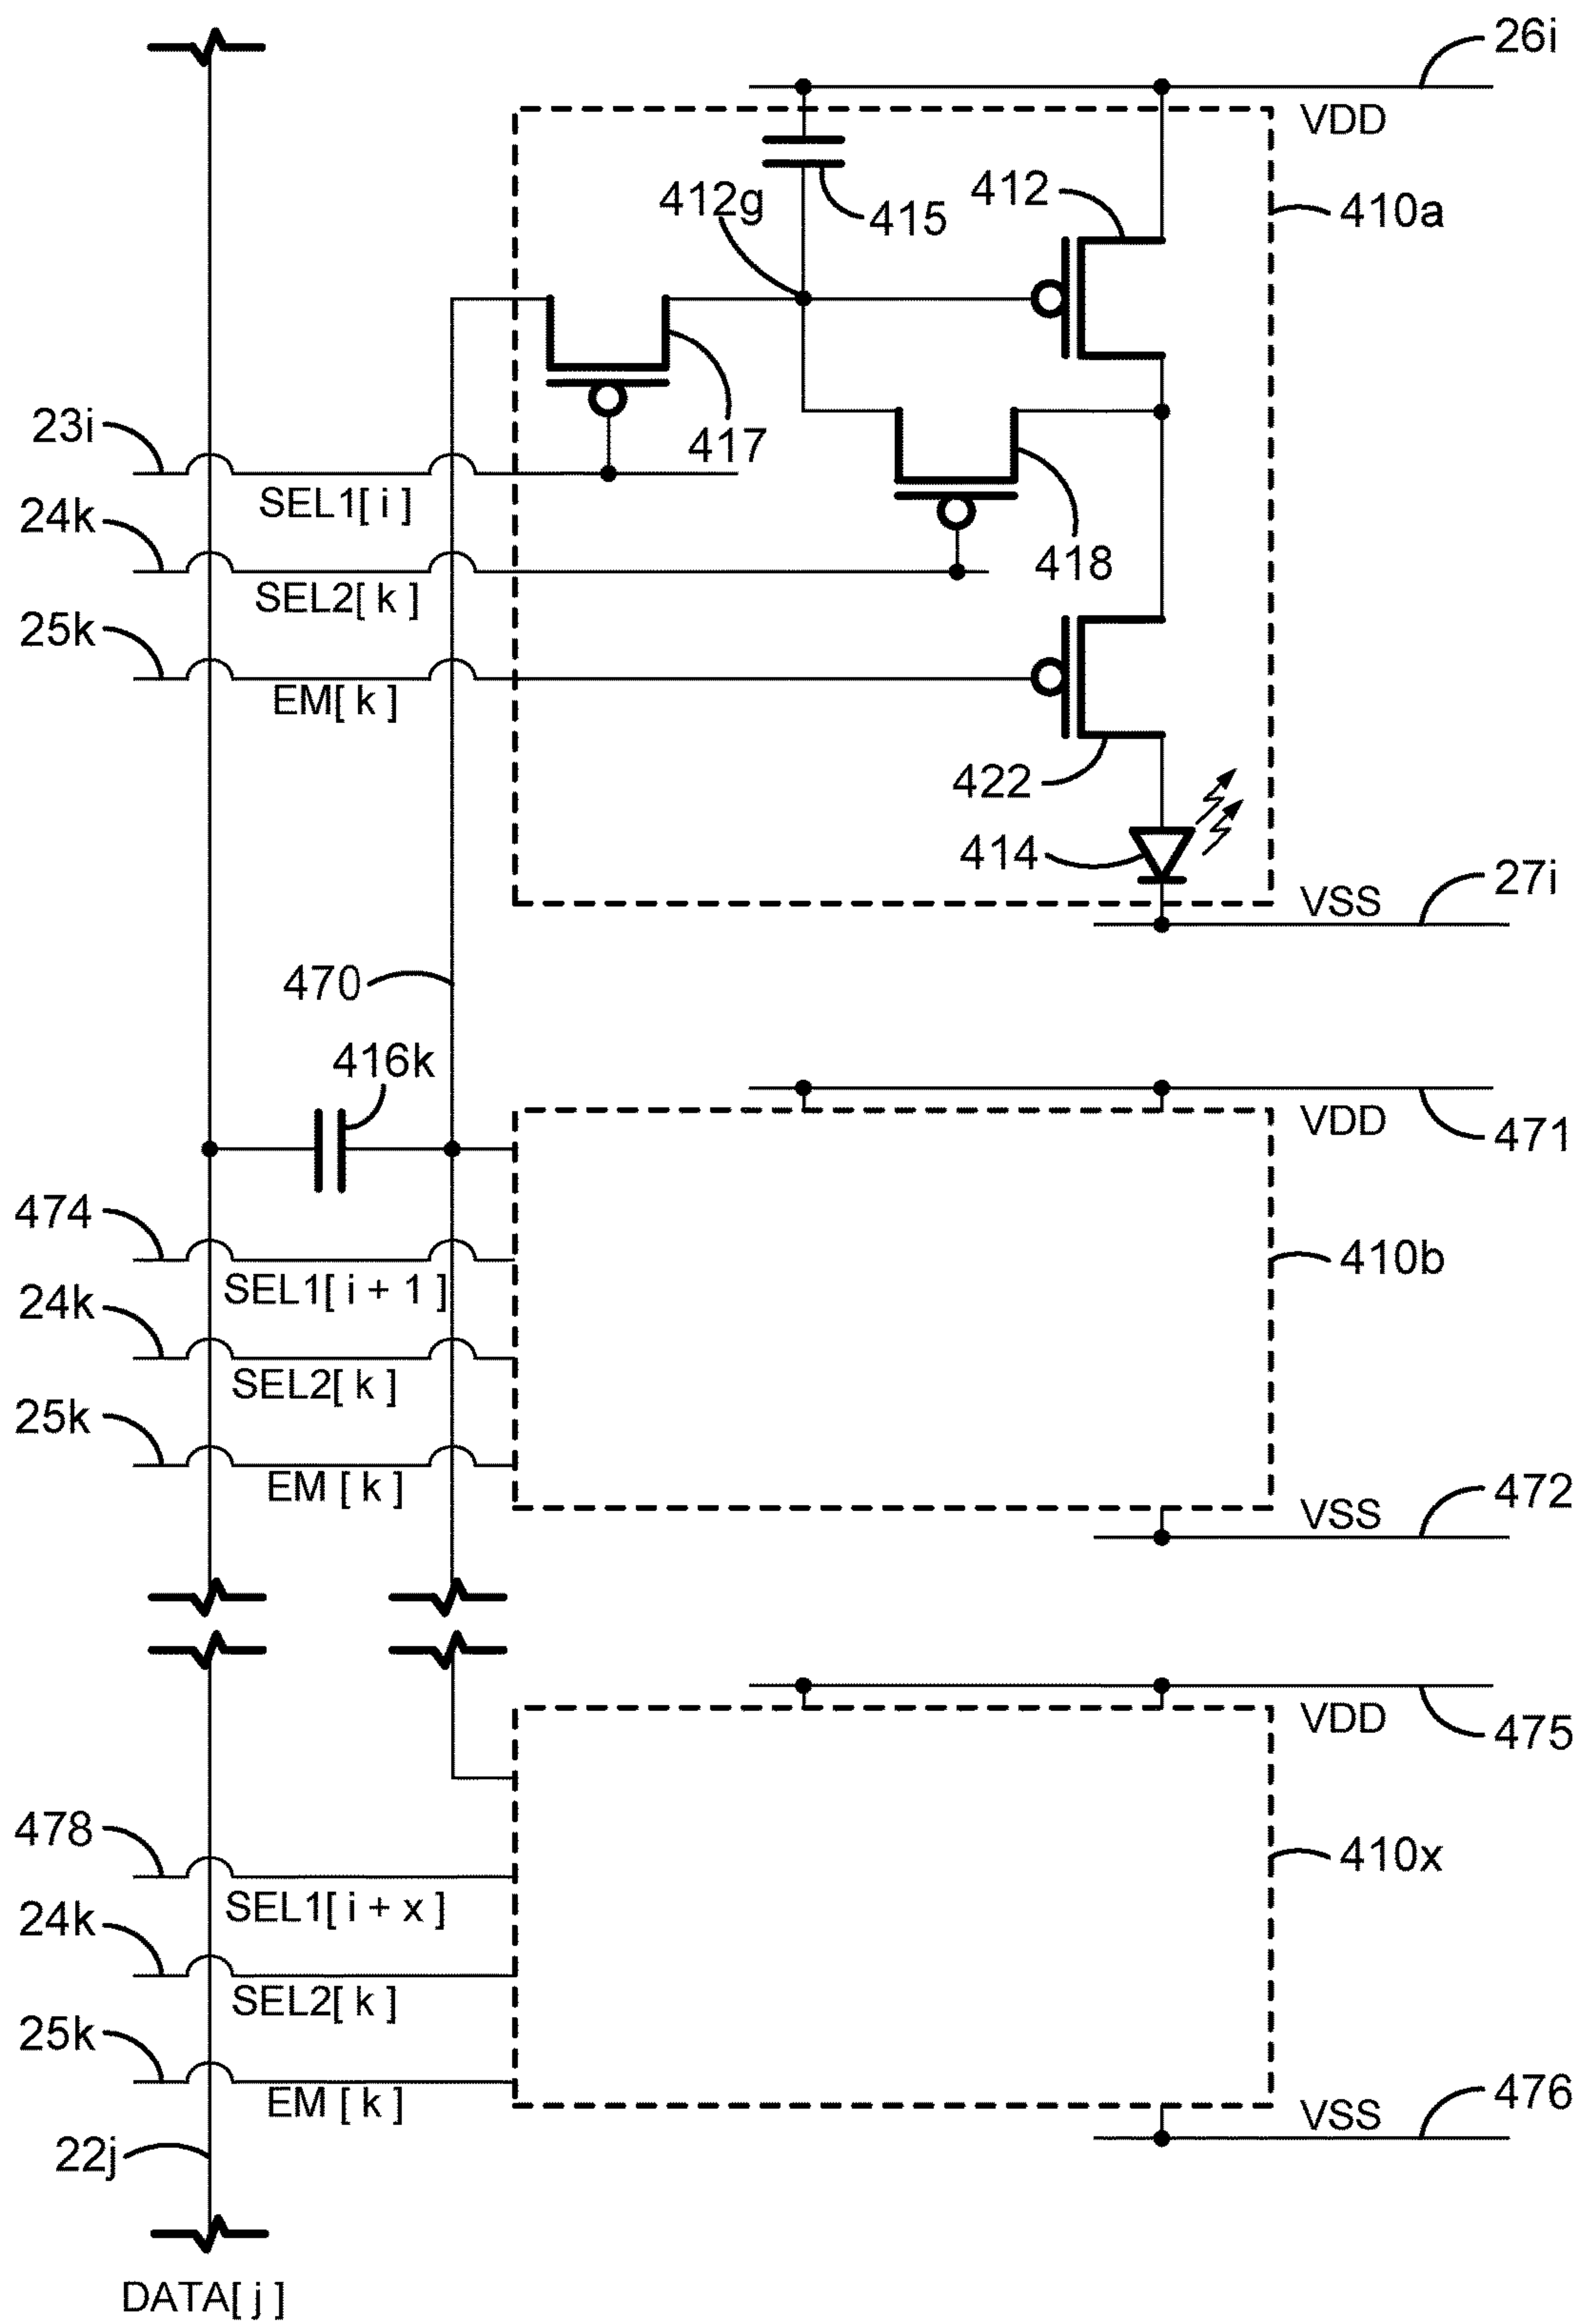 26i
VDD
412
410a
412g
415
23i
417
SEL1[ i ]
24k
418
SEL2[ k ]
25k
EM[ k ]
422
414
27i
VSS
470
416k
VDD
471
474
410b
SEL1[ i + 1 ]
24k
SEL2[ k ]
25k
EM [ k ]
472
VSS
VDD
475
478
410x
SEL1[ i + x ]
24k
SEL2[ k ]
25k
EM [ k ]
476
VSS
22j
DATA[ j ]